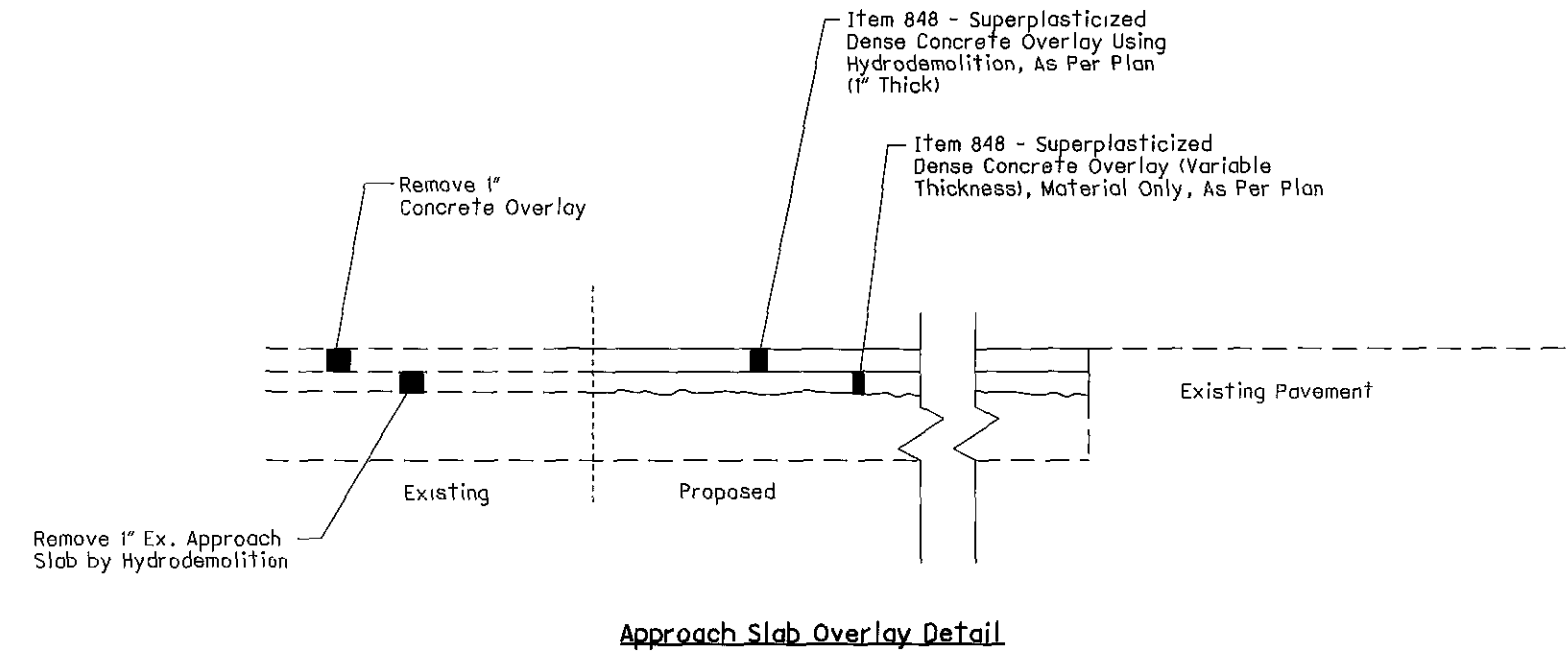 Item 848 - Superplasticized
Dense Concrete Overlay Using
Hydrodemolition, As Per Plan
(1" Thick)
Item 848 - Superplasticized
Dense Concrete Overlay (Variable
Thickness), Material Only, As Per Plan
Remove 1"
Concrete Overlay
Existing Pavement
Existing
Proposed
Remove 1" Ex. Approach
Slab by Hydrodemolition
Approach Slab Overlay Detail